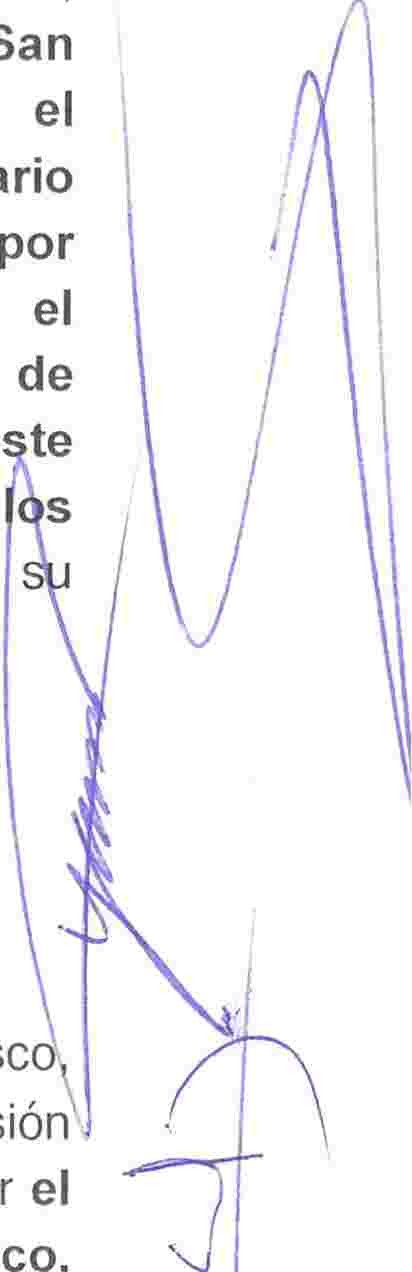 San
el
ario
por
el
de
ste
los
su
sco,
sión
r el
co,